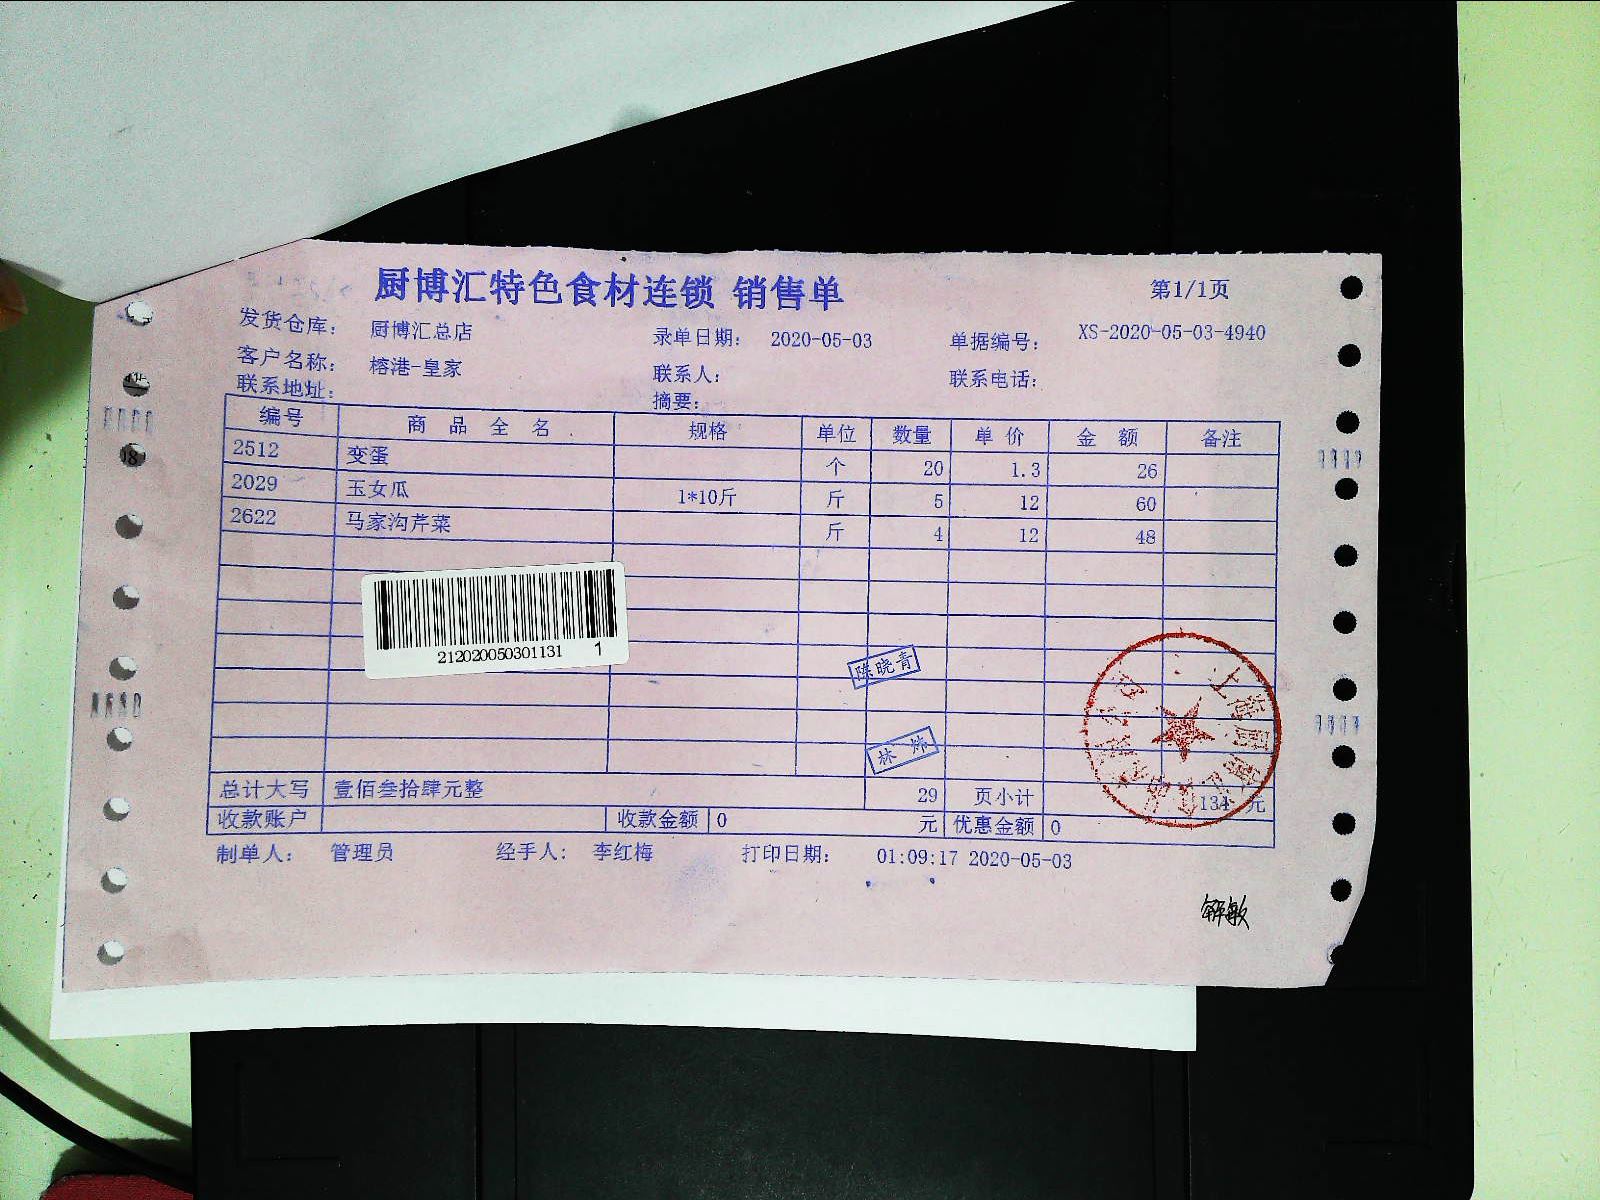 厨博汇特色食材连锁 销售单
第1/1页
发货仓库： 厨博汇总店 录单日期： 2020-05-03 单据编号： XS-2020-05-03-4940
客户名称： 榕港-皇家 联系人： 联系电话：
联系地址： 摘要：
编号 商品全名 规格 单位 数量 单价 金额 备注
2512 变蛋 个 20 1.3 26
2029 玉女瓜 1*10斤 斤 5 12 60
2622 马家沟芹菜 斤 4 12 48
212020050301131 1
陈晓青
林
总计大写 壹佰叁拾肆元整 29 页小计 134 元
收款账户 收款金额 0 元 优惠金额 0
制单人： 管理员 经手人： 李红梅 打印日期： 01:09:17 2020-05-03
解敏